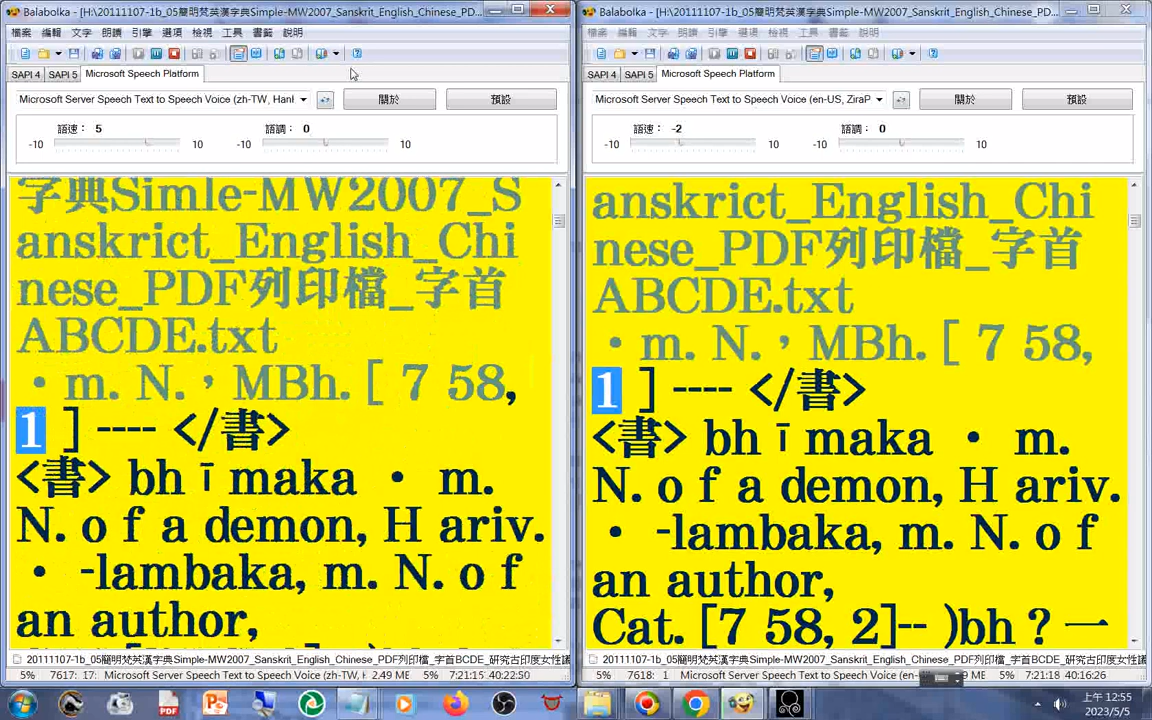 Balabolka - [H:\20111107-1b_05簡明梵英漢字典Simple-MW2007_Sanskrit_English_Chinese_PD...
檔案 編輯 文字 朗讀 引擎 選項 檢視 工具 書籤 說明
SAPI 4 SAPI 5 Microsoft Speech Platform
Microsoft Server Speech Text to Speech Voice (zh-TW, HanH
關於 預設
語速： 5 語調： 0
-10 10 -10 10
字典Simle-MW2007_S
anskrict_English_Chi
nese_PDF列印檔_字首
ABCDE.txt
• m. N.，MBh. [ 7 58,
1 ] ---- </書>
<書> bh ī maka • m.
N. o f a demon, H ariv.
• -lambaka, m. N. o f
an author,
20111107-1b_05簡明梵英漢字典Simple-MW2007_Sanskrit_English_Chinese_PDF列印檔_字首BCDE_研究古印度女性議
5% 7617: 17: Microsoft Server Speech Text to Speech Voice (zh-TW, H 2.49 ME 5% 7:21:15 40:22:50
Balabolka - [H:\20111107-1b_05簡明梵英漢字典Simple-MW2007_Sanskrit_English_Chinese_PD...
檔案 編輯 文字 朗讀 引擎 選項 檢視 工具 書籤 說明
SAPI 4 SAPI 5 Microsoft Speech Platform
Microsoft Server Speech Text to Speech Voice (en-US, ZiraP
關於 預設
語速： -2 語調： 0
-10 10 -10 10
anskrict_English_Chi
nese_PDF列印檔_字首
ABCDE.txt
• m. N.，MBh. [ 7 58,
1 ] ---- </書>
<書> bh ī maka • m.
N. o f a demon, H ariv.
• -lambaka, m. N. o f
an author,
Cat. [7 58, 2]-- )bh？一
20111107-1b_05簡明梵英漢字典Simple-MW2007_Sanskrit_English_Chinese_PDF列印檔_字首BCDE_研究古印度女性議
5% 7618: 1 Microsoft Server Speech Text to Speech Voice (en- 9 ME 5% 7:21:18 40:16:26
PDF
上午 12:55
2023/5/5